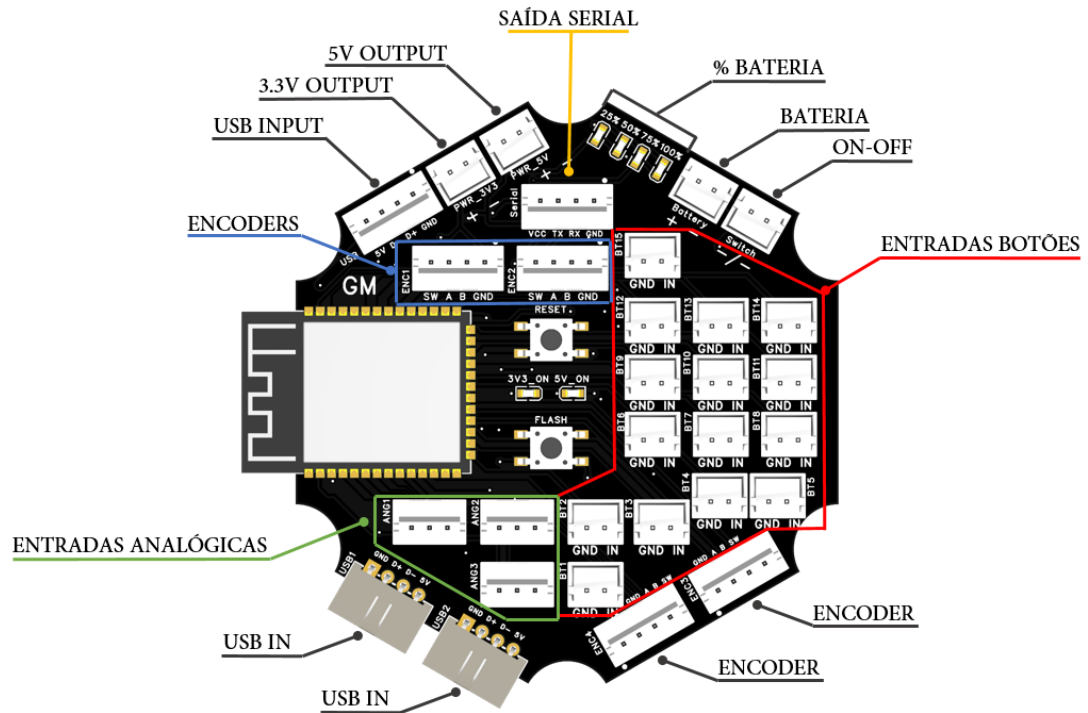 SAÍDA SERIAL
5V OUTPUT
3.3V OUTPUT
USB INPUT
% BATERIA
BATERIA
ON-OFF
ENCODERS
ENTRADAS BOTÕES
25% 50% 75% 100%
PWR_5V
+ -
PWR_3V3
+ -
USB
5V D- D+ GND
Serial
VCC TX RX GND
Battery
+ -
Switch
-/-
GM
ENC1
SW A B GND
ENC2
SW A B GND
BT15
GND IN
RESET
BT12
GND IN
BT13
GND IN
BT14
GND IN
3V3_ON 5V_ON
BT9
GND IN
BT10
GND IN
BT11
GND IN
FLASH
BT6
GND IN
BT7
GND IN
BT8
GND IN
BT4
GND IN
BT5
GND IN
ANG1
ANG2
BT2
GND IN
BT3
GND IN
ENTRADAS ANALÓGICAS
ANG3
BT1
GND IN
USB1
GND D+ D- 5V
USB2
GND D+ D- 5V
ENC3
GND A B SW
ENC4
GND A B SW
ENCODER
USB IN
ENCODER
USB IN